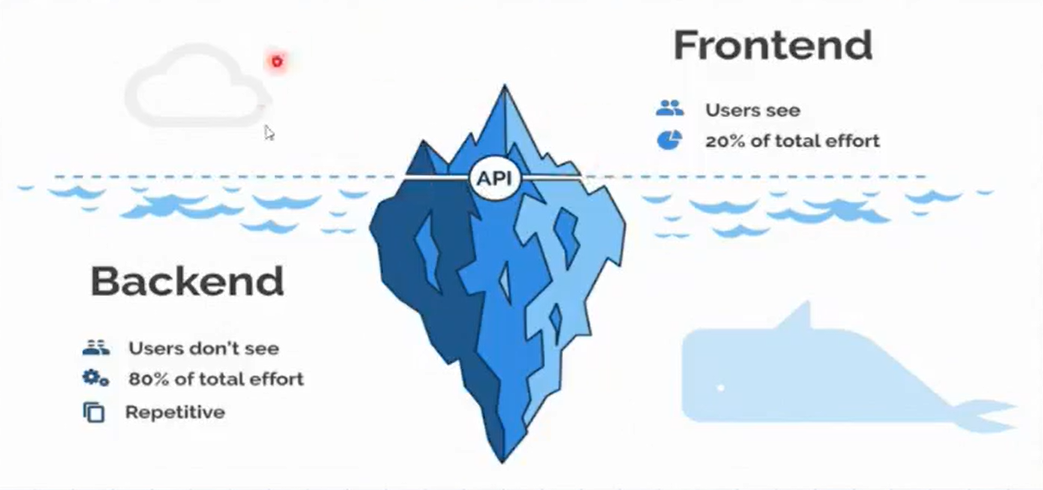 Frontend
Users see
20% of total effort
API
Backend
Users don't see
80% of total effort
Repetitive